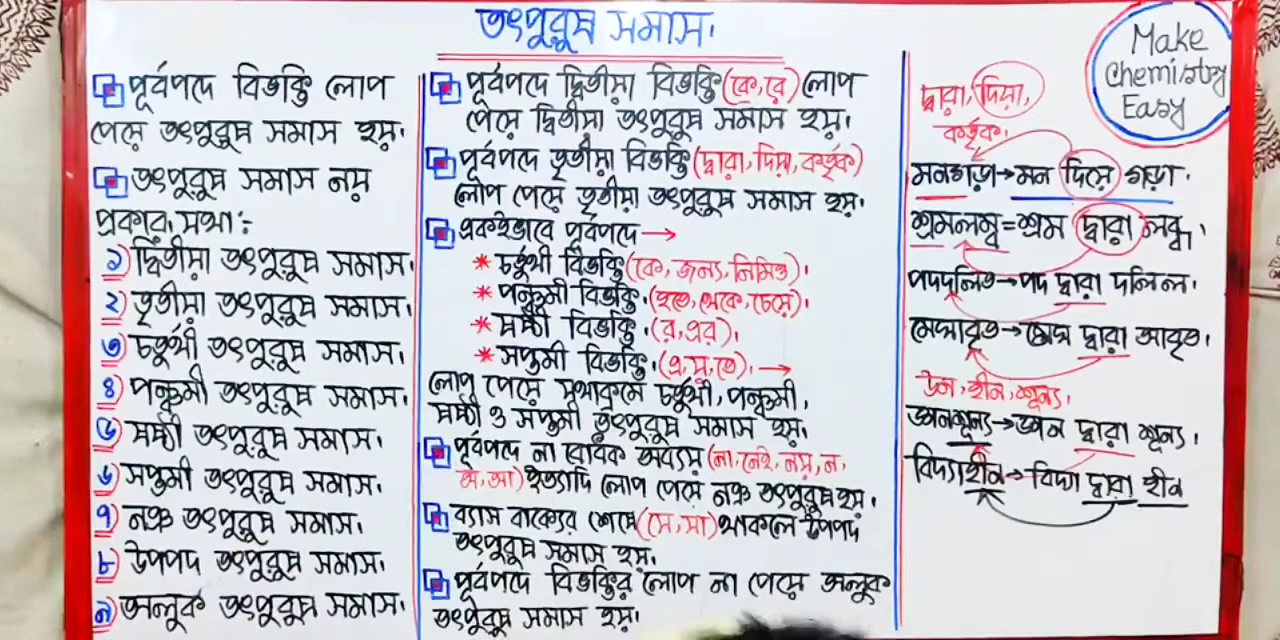 তৎপুরুষ সমাস।
পূর্বপদে বিভক্তি লোপ
পেয়ে তৎপুরুষ সমাস হয়।
তৎপুরুষ সমাস নয়
প্রকার। যথা:
১) দ্বিতীয়া তৎপুরুষ সমাস।
২) তৃতীয়া তৎপুরুষ সমাস।
৩) চতুর্থী তৎপুরুষ সমাস।
৪) পঞ্চমী তৎপুরুষ সমাস।
৫) ষষ্ঠী তৎপুরুষ সমাস।
৬) সপ্তমী তৎপুরুষ সমাস।
৭) নঞ তৎপুরুষ সমাস।
৮) উপপদ তৎপুরুষ সমাস।
৯) অলুক তৎপুরুষ সমাস।
পূর্বপদে দ্বিতীয়া বিভক্তি (কে, রে) লোপ
পেয়ে দ্বিতীয়া তৎপুরুষ সমাস হয়।
পূর্বপদে তৃতীয়া বিভক্তি (দ্বারা, দিয়া, কর্তৃক)
লোপ পেয়ে তৃতীয়া তৎপুরুষ সমাস হয়।
একইভাবে পূর্বপদে →
* চতুর্থী বিভক্তি (কে, জন্য, নিমিত্ত)।
* পঞ্চমী বিভক্তি। (হতে, থেকে, চেয়ে)।
* ষষ্ঠী বিভক্তি। (র, এর)।
* সপ্তমী বিভক্তি। (এ, য়, তে)। →
লোপ পেয়ে যথাক্রমে চতুর্থী, পঞ্চমী,
ষষ্ঠী ও সপ্তমী তৎপুরুষ সমাস হয়।
পূর্বপদে না বোধক অব্যয় (না, নেই, নয়, ন,
অ, আ) ইত্যাদি লোপ পেয়ে নঞ তৎপুরুষ হয়।
ব্যাস বাক্যের শেষে (যে, যা) থাকলে উপপদ
তৎপুরুষ সমাস হয়।
পূর্বপদে বিভক্তির লোপ না পেয়ে অলুক
তৎপুরুষ সমাস হয়।
Make
Chemistry
Easy
দ্বারা, দিয়া,
কর্তৃক।
মনগড়া → মন দিয়ে গড়া।
শ্রমলব্ধ = শ্রম দ্বারা লব্ধ।
পদদলিত → পদ দ্বারা দলিল।
মেঘাবৃত → মেঘ দ্বারা আবৃত।
ঊন, হীন, শূন্য।
জ্ঞানশূন্য → জ্ঞান দ্বারা শূন্য।
বিদ্যাহীন → বিদ্যা দ্বারা হীন